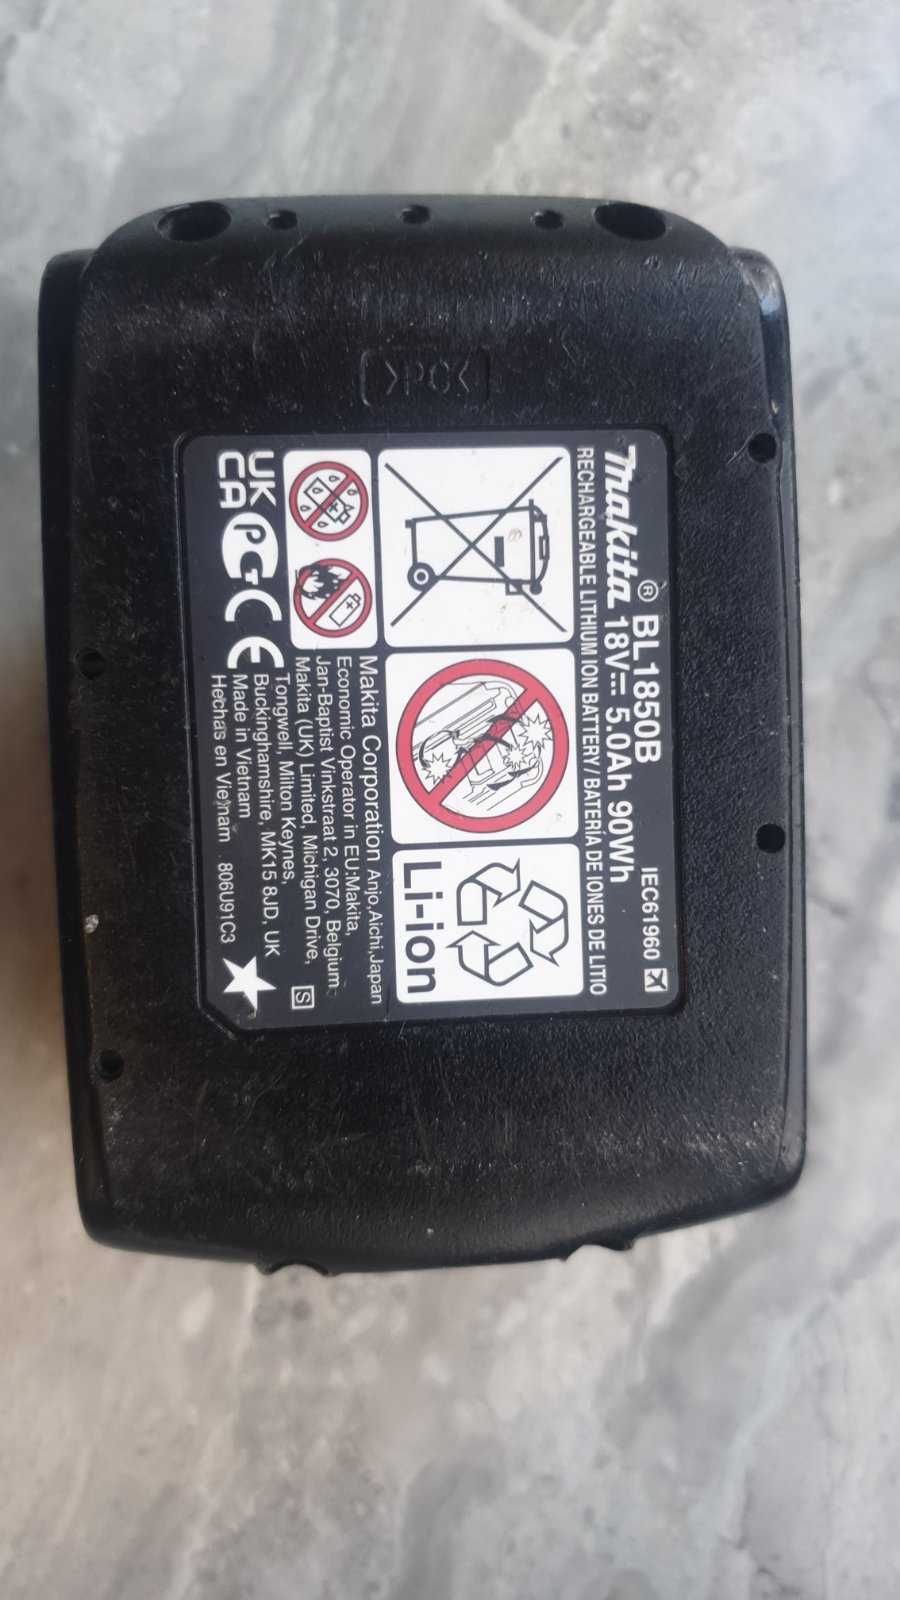 >PC<
makita® BL1850B IEC61960
18V 5.0Ah 90Wh
RECHARGEABLE LITHIUM ION BATTERY / BATERÍA DE IONES DE LITIO
Li-ion
Makita Corporation Anjo,Aichi,Japan
Economic Operator in EU:Makita,
Jan-Baptist Vinkstraat 2, 3070, Belgium
Makita (UK) Limited, Michigan Drive,
Tongwell, Milton Keynes,
Buckinghamshire, MK15 8JD, UK
Made in Vietnam
Hechas en Vietnam 806U91C3
S
UK
CA
CE